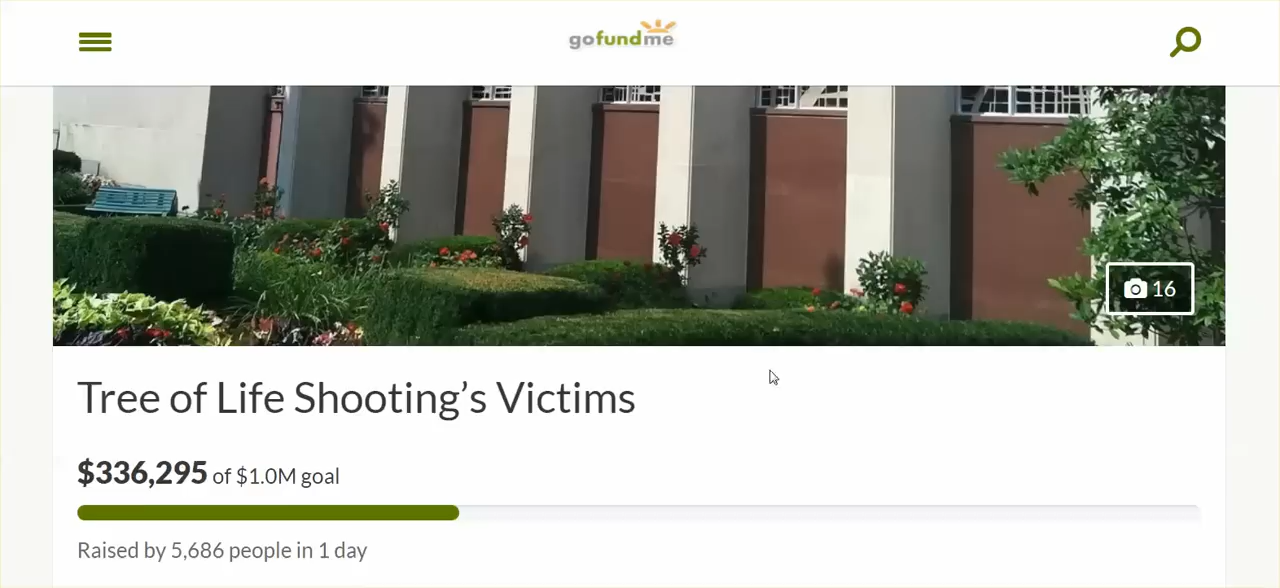 gofundme
16
Tree of Life Shooting’s Victims
$336,295 of $1.0M goal
Raised by 5,686 people in 1 day